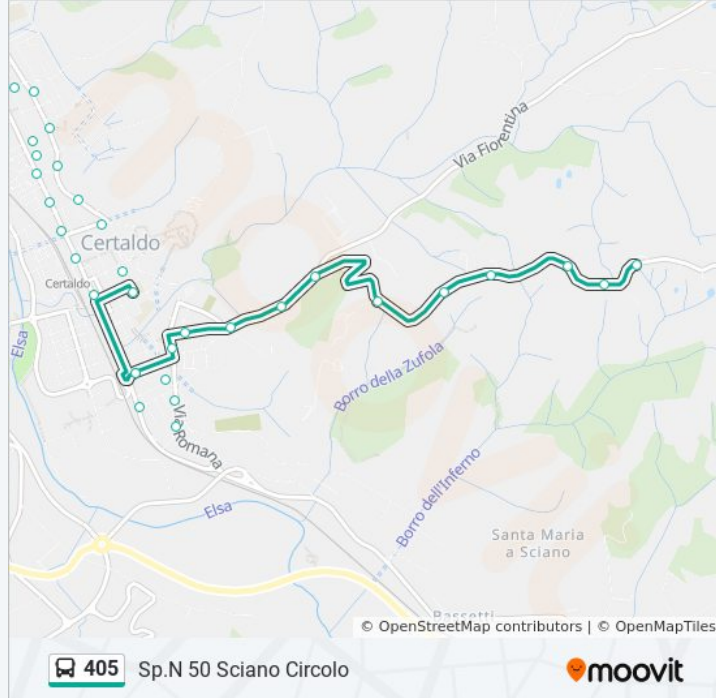 Via Fiorentina
Certaldo
Certaldo
Elsa
Borro della Zufola
Via Romana
Borro dell'Inferno
Elsa
Santa Maria
a Sciano
Bassetti
© OpenStreetMap contributors | © OpenMapTiles
405 Sp.N 50 Sciano Circolo
moovit